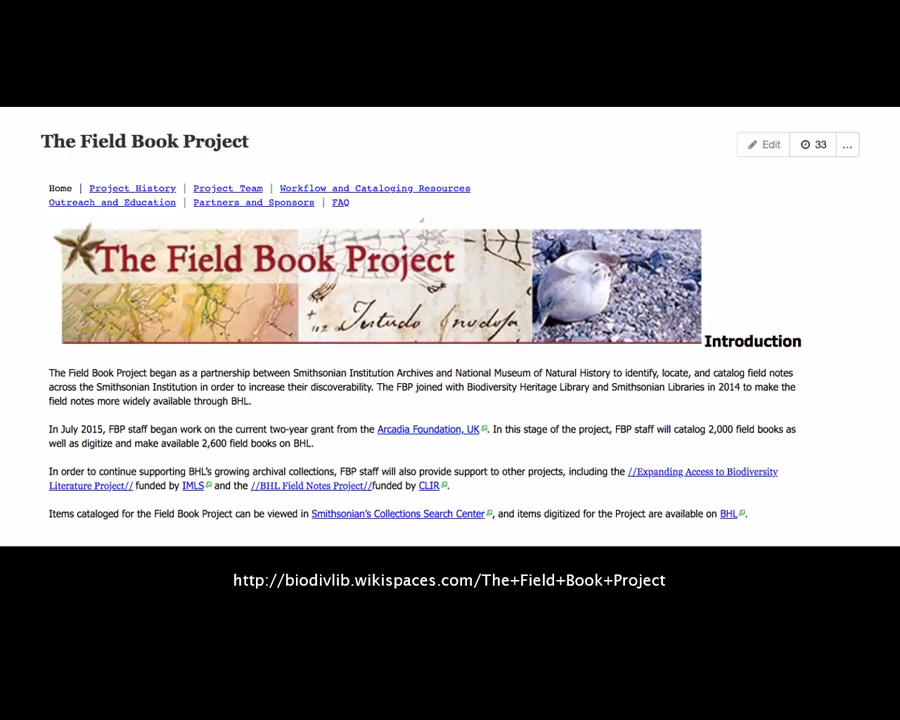 The Field Book Project
Edit
33
...
Home | Project History | Project Team | Workflow and Cataloging Resources
Outreach and Education | Partners and Sponsors | FAQ
The Field Book Project
Testudo
Introduction
The Field Book Project began as a partnership between Smithsonian Institution Archives and National Museum of Natural History to identify, locate, and catalog field notes
across the Smithsonian Institution in order to increase their discoverability. The FBP joined with Biodiversity Heritage Library and Smithsonian Libraries in 2014 to make the
field notes more widely available through BHL.
In July 2015, FBP staff began work on the current two-year grant from the Arcadia Foundation, UK. In this stage of the project, FBP staff will catalog 2,000 field books as
well as digitize and make available 2,600 field books on BHL.
In order to continue supporting BHL's growing archival collections, FBP staff will also provide support to other projects, including the //Expanding Access to Biodiversity
Literature Project// funded by IMLS and the //BHL Field Notes Project//funded by CLIR.
Items cataloged for the Field Book Project can be viewed in Smithsonian's Collections Search Center, and items digitized for the Project are available on BHL.
http://biodivlib.wikispaces.com/The+Field+Book+Project